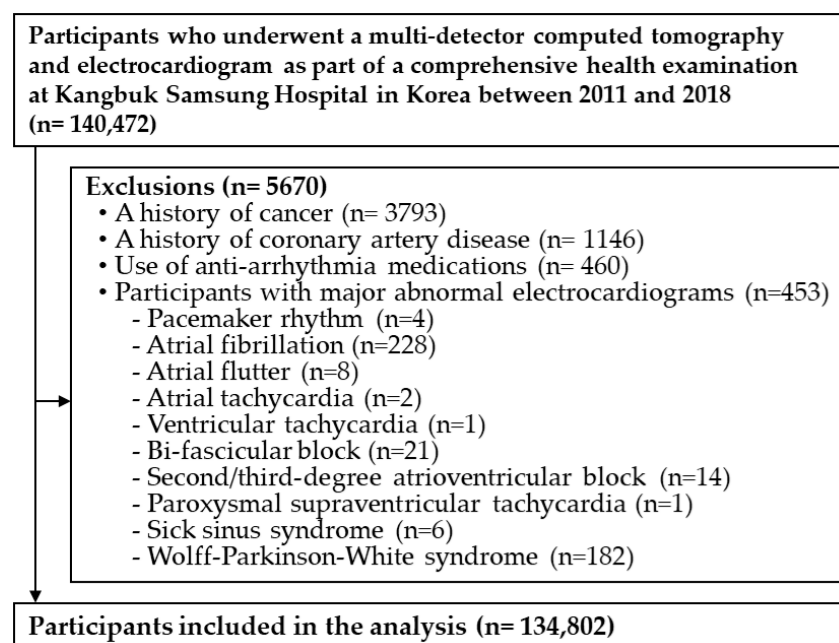 Participants who underwent a multi-detector computed tomography
and electrocardiogram as part of a comprehensive health examination
at Kangbuk Samsung Hospital in Korea between 2011 and 2018
(n= 140,472)
Exclusions (n= 5670)
• A history of cancer (n= 3793)
• A history of coronary artery disease (n= 1146)
• Use of anti-arrhythmia medications (n= 460)
• Participants with major abnormal electrocardiograms (n=453)
- Pacemaker rhythm (n=4)
- Atrial fibrillation (n=228)
- Atrial flutter (n=8)
- Atrial tachycardia (n=2)
- Ventricular tachycardia (n=1)
- Bi-fascicular block (n=21)
- Second/third-degree atrioventricular block (n=14)
- Paroxysmal supraventricular tachycardia (n=1)
- Sick sinus syndrome (n=6)
- Wolff-Parkinson-White syndrome (n=182)
Participants included in the analysis (n= 134,802)